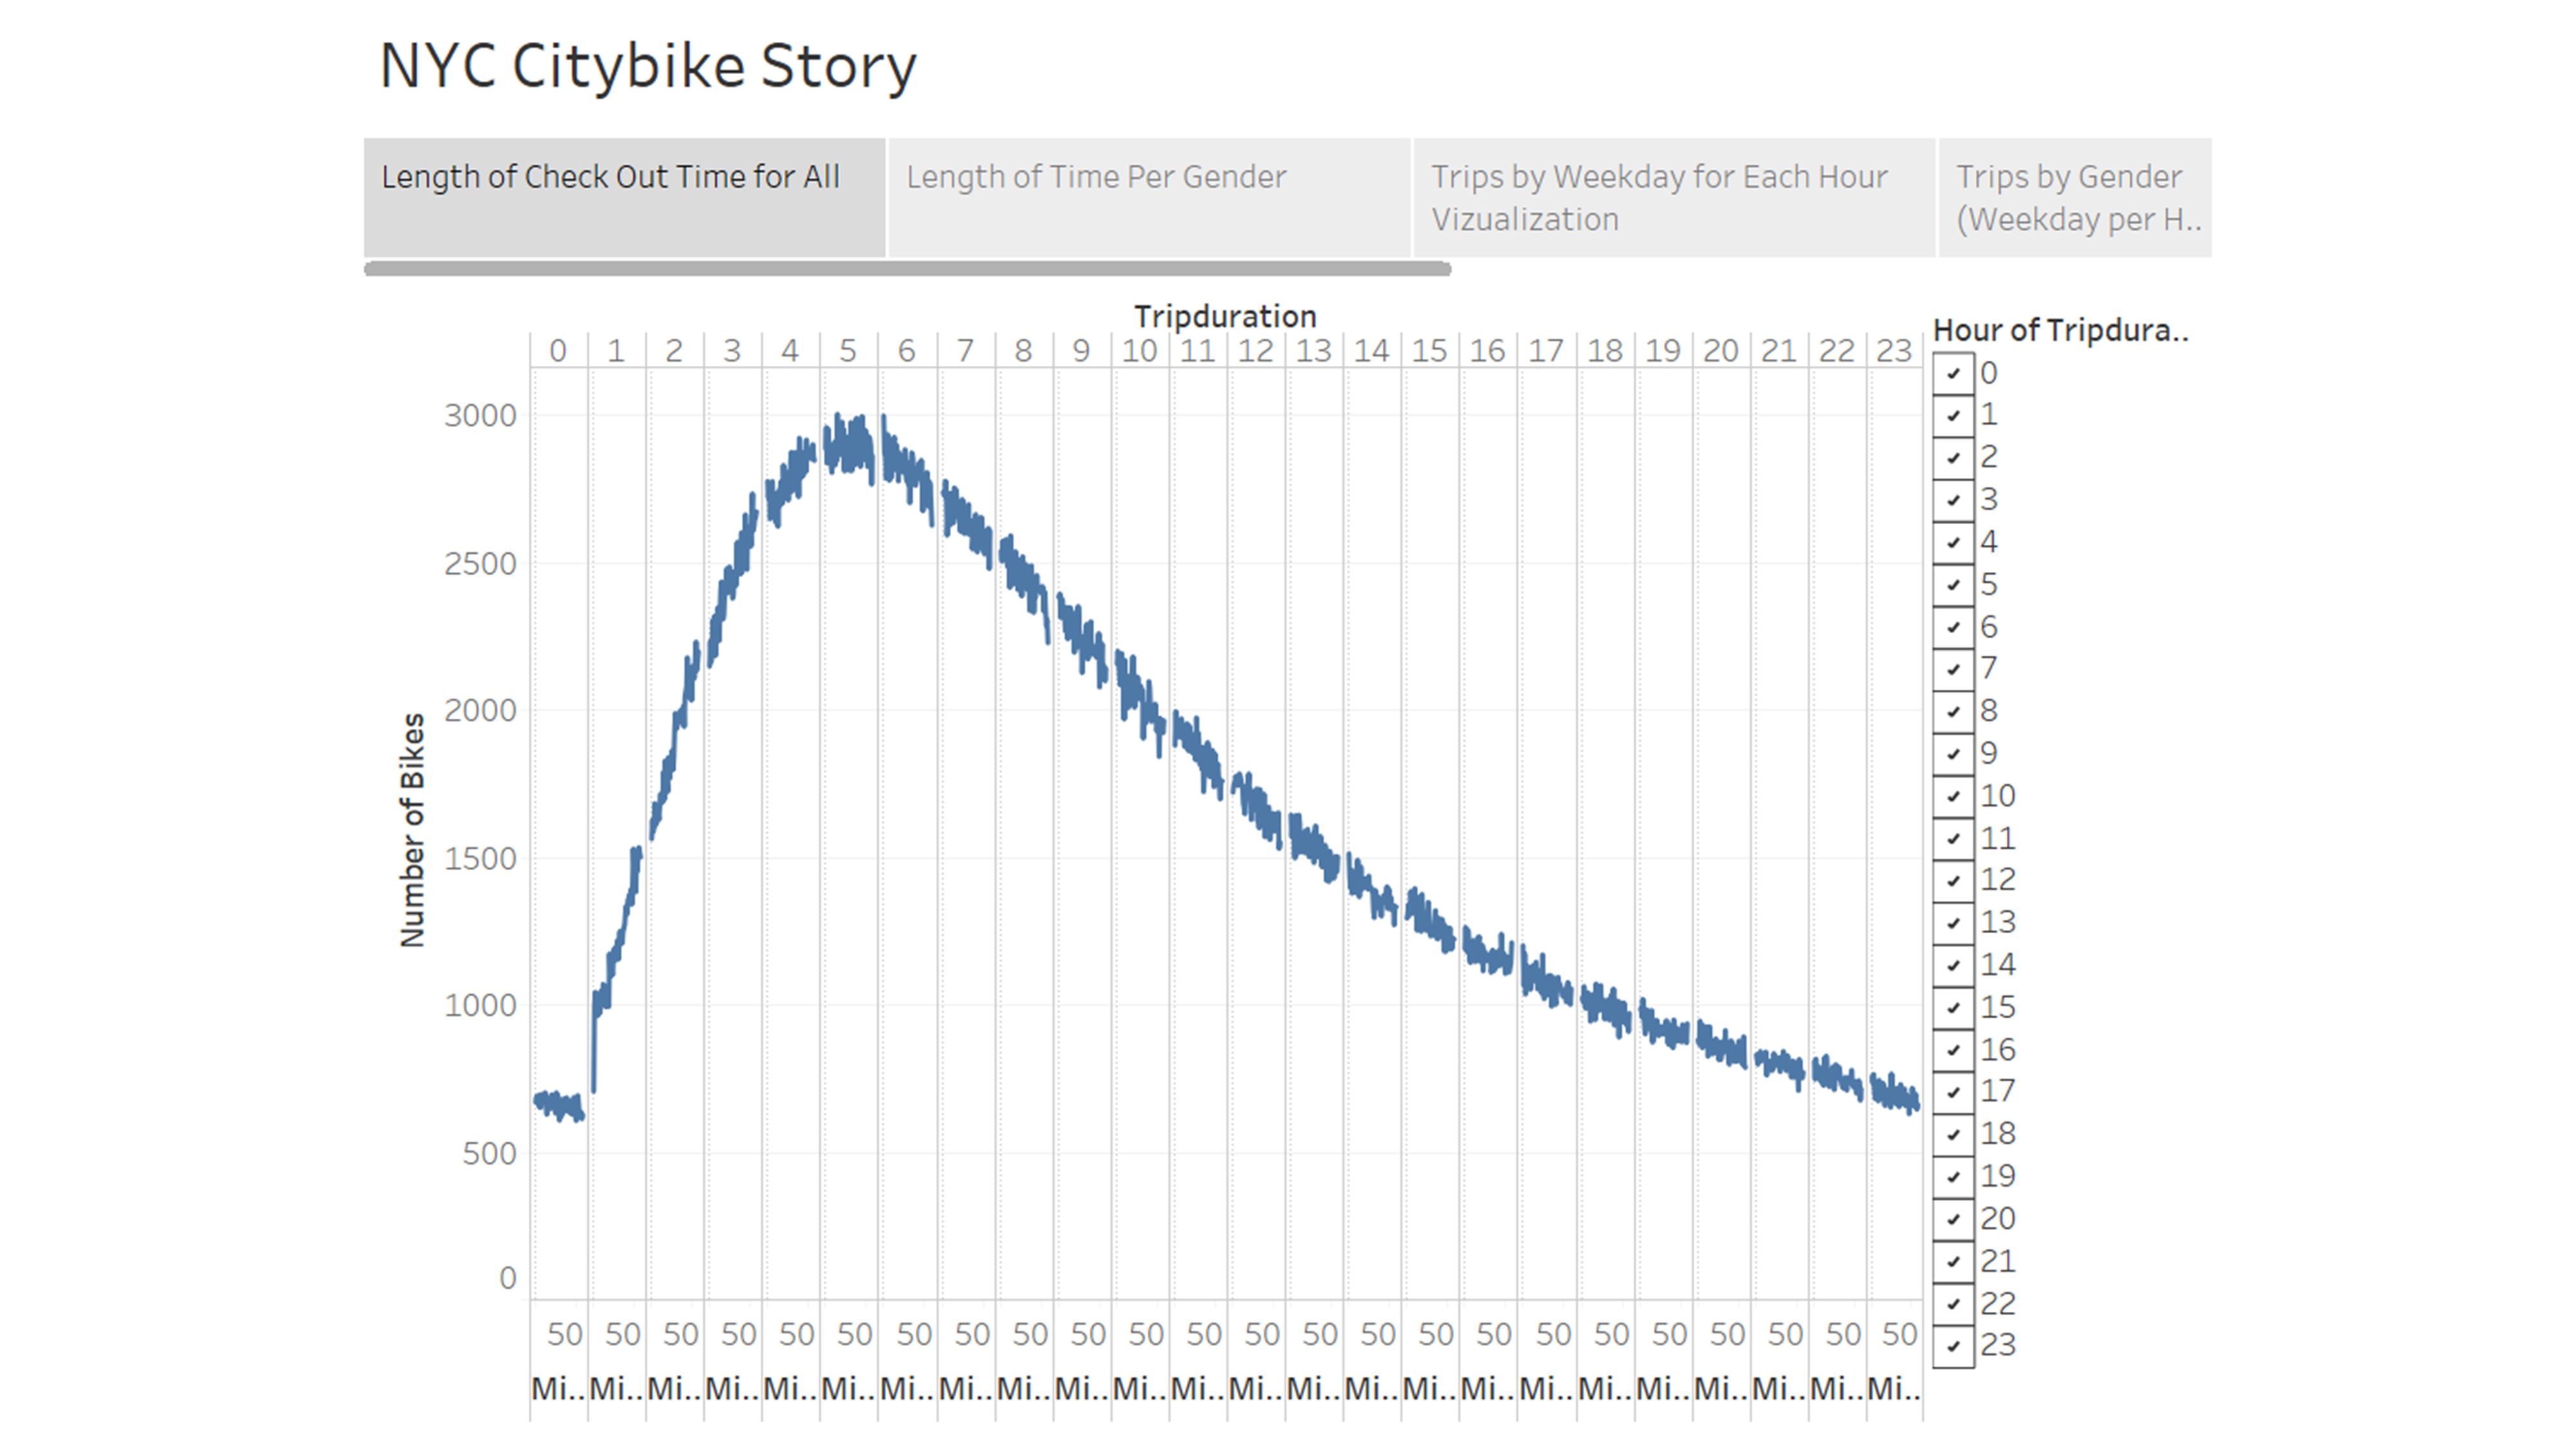 NYC Citybike Story
Length of Check Out Time for All
Length of Time Per Gender
Trips by Weekday for Each Hour
Vizualization
Trips by Gender
(Weekday per H..
Tripduration
0 1 2 3 4 5 6 7 8 9 10 11 12 13 14 15 16 17 18 19 20 21 22 23
Number of Bikes
3000
2500
2000
1500
1000
500
0
50 50 50 50 50 50 50 50 50 50 50 50 50 50 50 50 50 50 50 50 50 50 50 50
Mi.. Mi.. Mi.. Mi.. Mi.. Mi.. Mi.. Mi.. Mi.. Mi.. Mi.. Mi.. Mi.. Mi.. Mi.. Mi.. Mi.. Mi.. Mi.. Mi.. Mi.. Mi.. Mi.. Mi..
Hour of Tripdura..
0
1
2
3
4
5
6
7
8
9
10
11
12
13
14
15
16
17
18
19
20
21
22
23